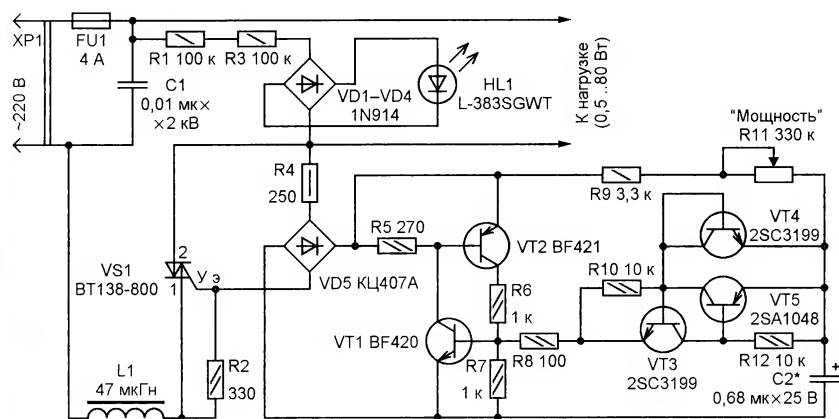 XP1
FU1
4 А
R1 100 к
R3 100 к
C1
0,01 мк×
×2 кВ
~220 В
VD1–VD4
1N914
HL1
L-383SGWT
К нагрузке
(0,5 ..80 Вт)
"Мощность"
R11 330 к
R4
250
R9 3,3 к
R5 270
VT2 BF421
VT4
2SC3199
VS1
BT138-800
2
1
У э
VD5 КЦ407А
R10 10 к
R6
1 к
VT5
2SA1048
VT1 BF420
R2
330
L1
47 мкГн
R7
1 к
R8 100
VT3
2SC3199
R12 10 к
C2*
0,68 мк×25 В
+